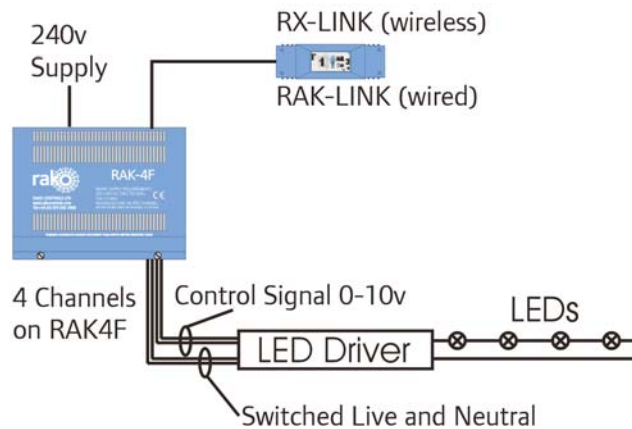 240v
Supply
RX-LINK (wireless)
RAK-LINK (wired)
rako
RAK-4F
4 Channels
on RAK4F
Control Signal 0-10v
LED Driver
LEDs
Switched Live and Neutral